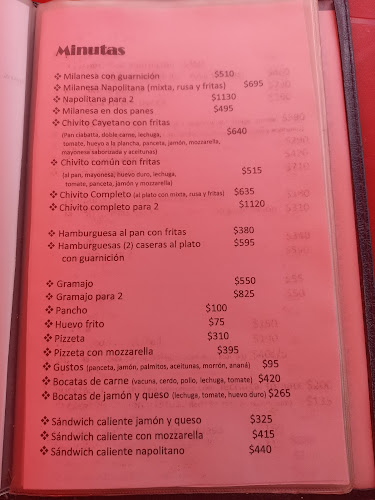 Minutas
❖ Milanesa con guarnición $510
❖ Milanesa Napolitana (mixta, rusa y fritas) $695
❖ Napolitana para 2 $1130
❖ Milanesa en dos panes $495
❖ Chivito Cayetano con fritas $640
(Pan ciabatta, doble carne, lechuga,
tomate, huevo a la plancha, panceta, jamón, mozzarella,
mayonesa saborizada y aceitunas)
❖ Chivito común con fritas $515
(al pan, mayonesa, huevo duro, lechuga,
tomate, panceta, jamón y mozzarella)
❖ Chivito Completo (al plato con mixta, rusa y fritas) $635
❖ Chivito completo para 2 $1120
❖ Hamburguesa al pan con fritas $380
❖ Hamburguesas (2) caseras al plato $595
con guarnición
❖ Gramajo $550
❖ Gramajo para 2 $825
❖ Pancho $100
❖ Huevo frito $75
❖ Pizzeta $310
❖ Pizzeta con mozzarella $395
❖ Gustos (panceta, jamón, palmitos, aceitunas, morrón, ananá) $95
❖ Bocatas de carne (vacuna, cerdo, pollo, lechuga, tomate) $420
❖ Bocatas de jamón y queso (lechuga, tomate, huevo duro) $265
❖ Sándwich caliente jamón y queso $325
❖ Sándwich caliente con mozzarella $415
❖ Sándwich caliente napolitano $440